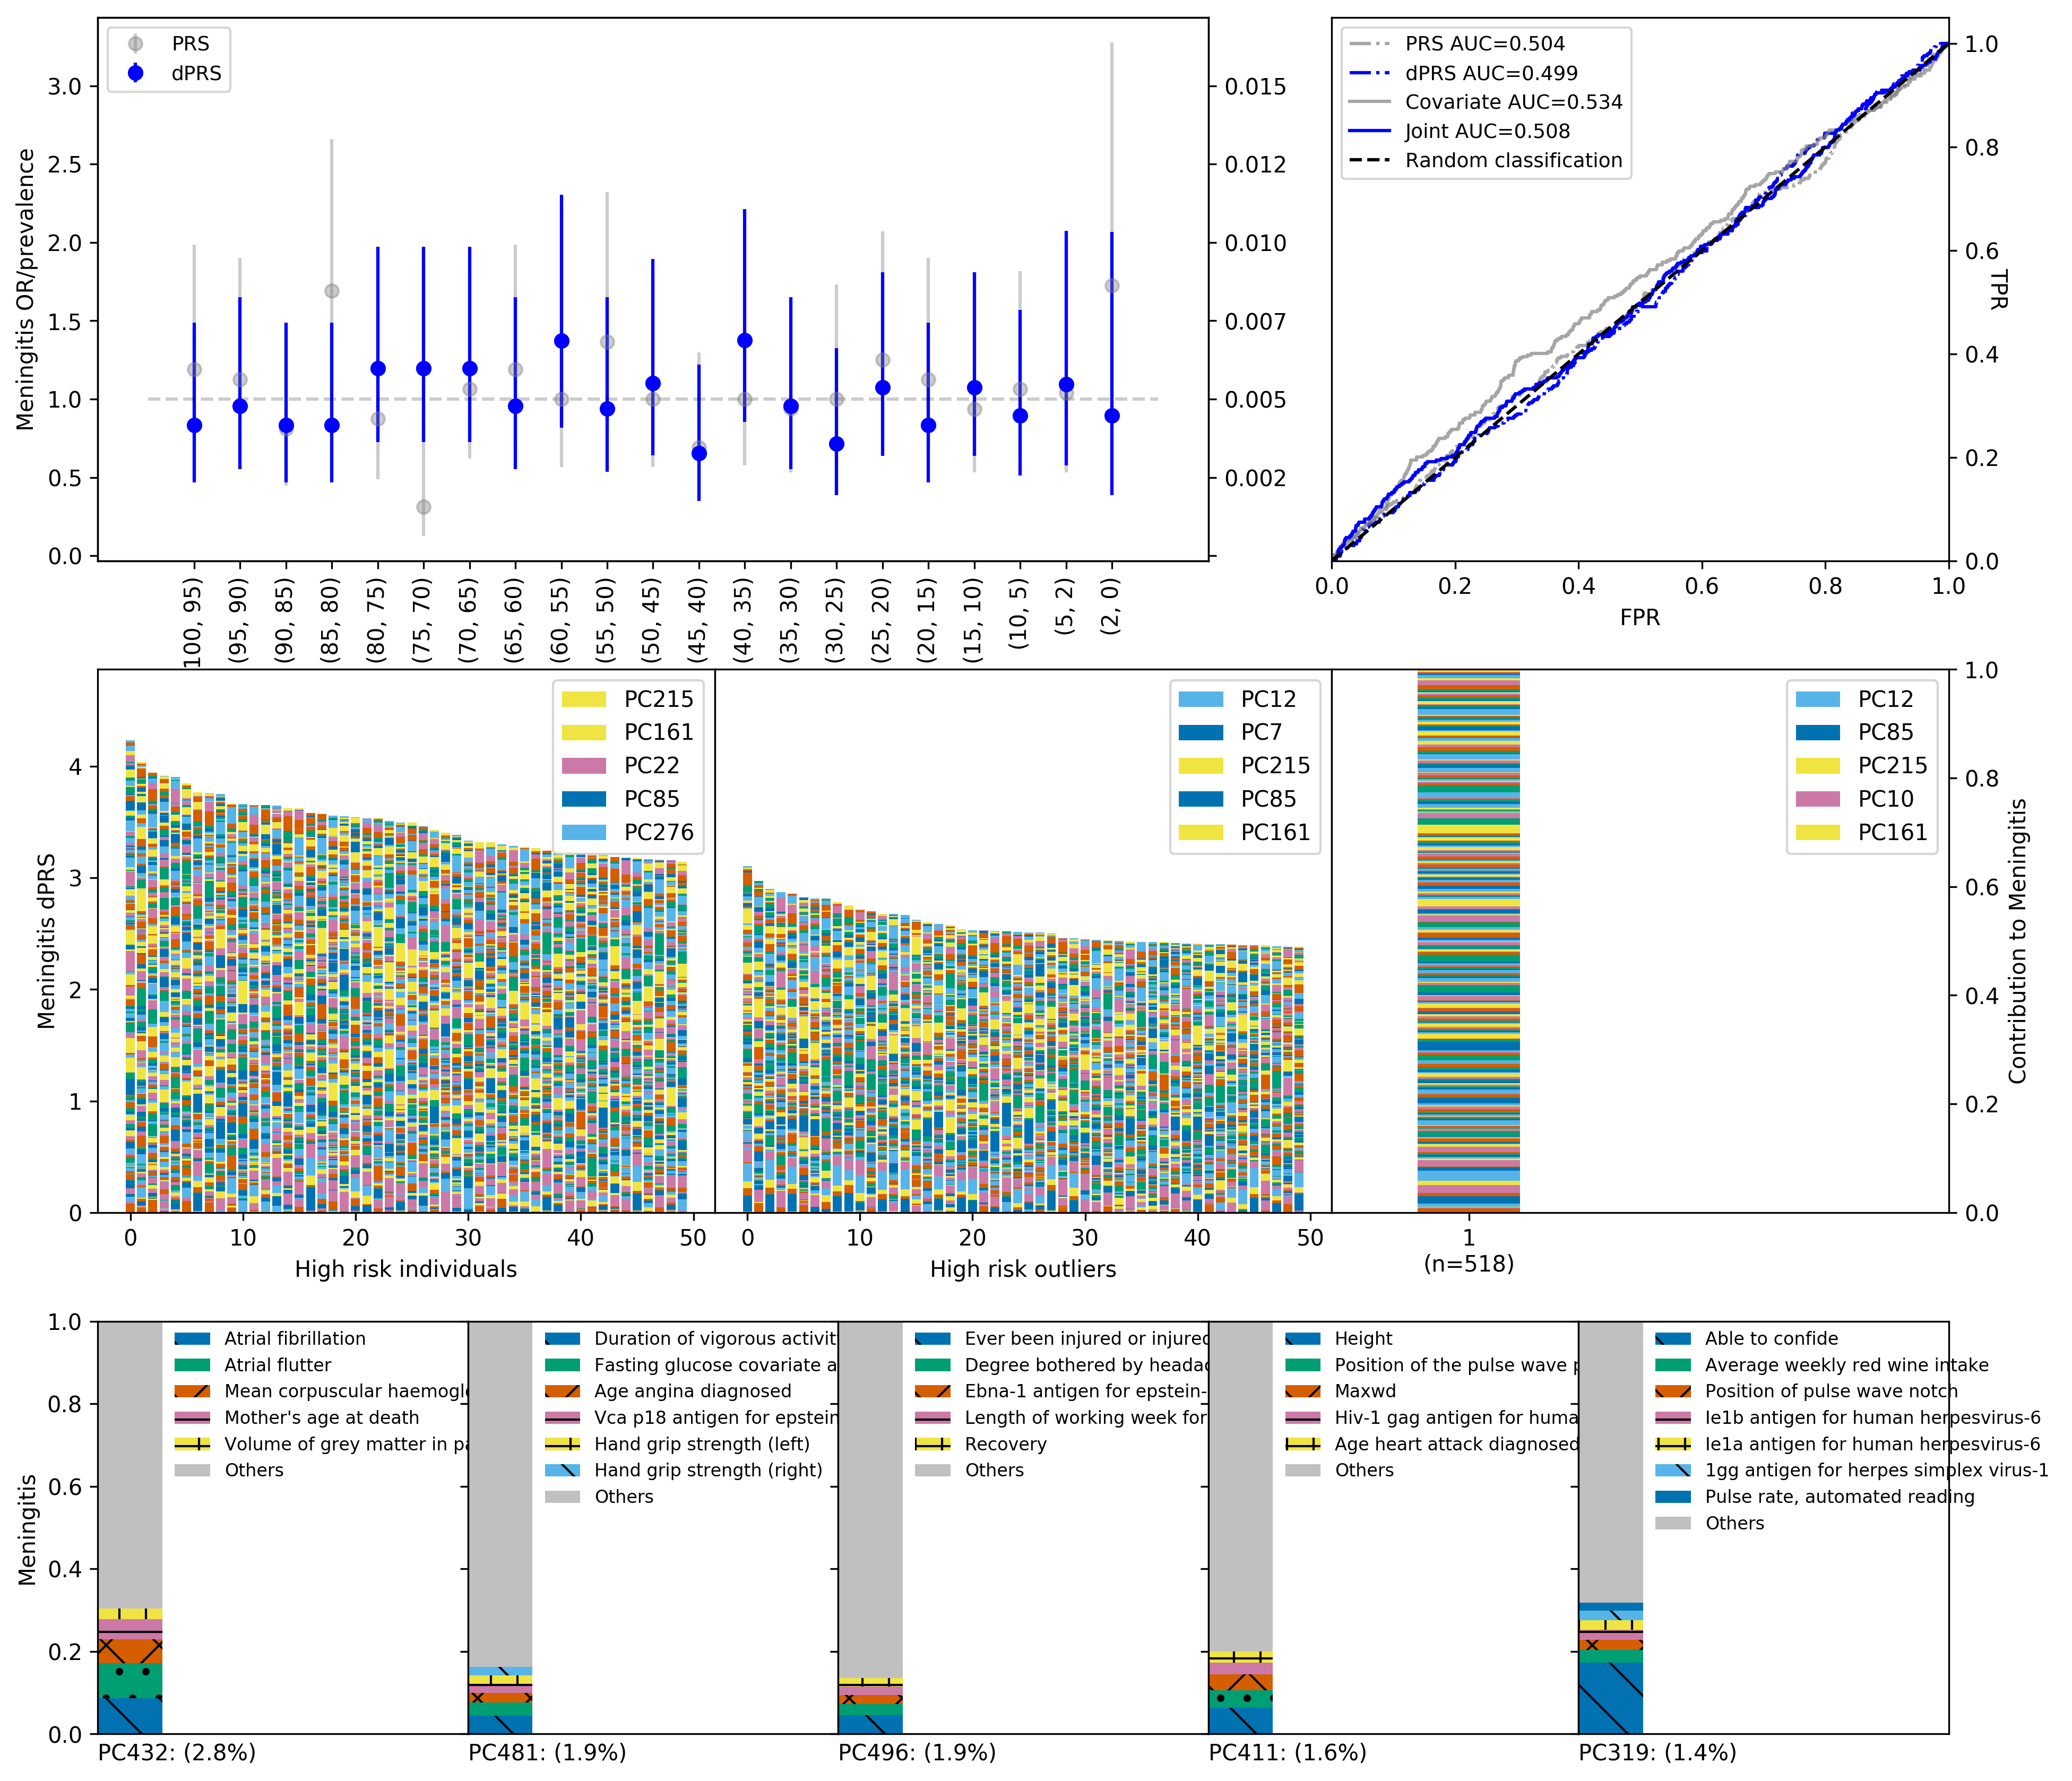 PRS
dPRS
Meningitis OR/prevalence
3.0
2.5
2.0
1.5
1.0
0.5
0.0
0.015
0.012
0.010
0.007
0.005
0.002
100, 95)
(95, 90)
(90, 85)
(85, 80)
(80, 75)
(75, 70)
(70, 65)
(65, 60)
(60, 55)
(55, 50)
(50, 45)
(45, 40)
(40, 35)
(35, 30)
(30, 25)
(25, 20)
(20, 15)
(15, 10)
(10, 5)
(5, 2)
(2, 0)
PRS AUC=0.504
dPRS AUC=0.499
Covariate AUC=0.534
Joint AUC=0.508
Random classification
1.0
0.8
0.6
0.4
0.2
0.0
TPR
0.0 0.2 0.4 0.6 0.8 1.0
FPR
Meningitis dPRS
4
3
2
1
0
PC215
PC161
PC22
PC85
PC276
0 10 20 30 40 50
High risk individuals
PC12
PC7
PC215
PC85
PC161
0 10 20 30 40 50
High risk outliers
PC12
PC85
PC215
PC10
PC161
1
(n=518)
1.0
0.8
0.6
0.4
0.2
0.0
Contribution to Meningitis
Meningitis
1.0
0.8
0.6
0.4
0.2
0.0
Atrial fibrillation
Atrial flutter
Mean corpuscular haemogl
Mother's age at death
Volume of grey matter in pa
Others
PC432: (2.8%)
Duration of vigorous activit
Fasting glucose covariate a
Age angina diagnosed
Vca p18 antigen for epstein
Hand grip strength (left)
Hand grip strength (right)
Others
PC481: (1.9%)
Ever been injured or injured
Degree bothered by headac
Ebna-1 antigen for epstein-
Length of working week for
Recovery
Others
PC496: (1.9%)
Height
Position of the pulse wave p
Maxwd
Hiv-1 gag antigen for huma
Age heart attack diagnosed
Others
PC411: (1.6%)
Able to confide
Average weekly red wine intake
Position of pulse wave notch
Ie1b antigen for human herpesvirus-6
Ie1a antigen for human herpesvirus-6
1gg antigen for herpes simplex virus-1
Pulse rate, automated reading
Others
PC319: (1.4%)